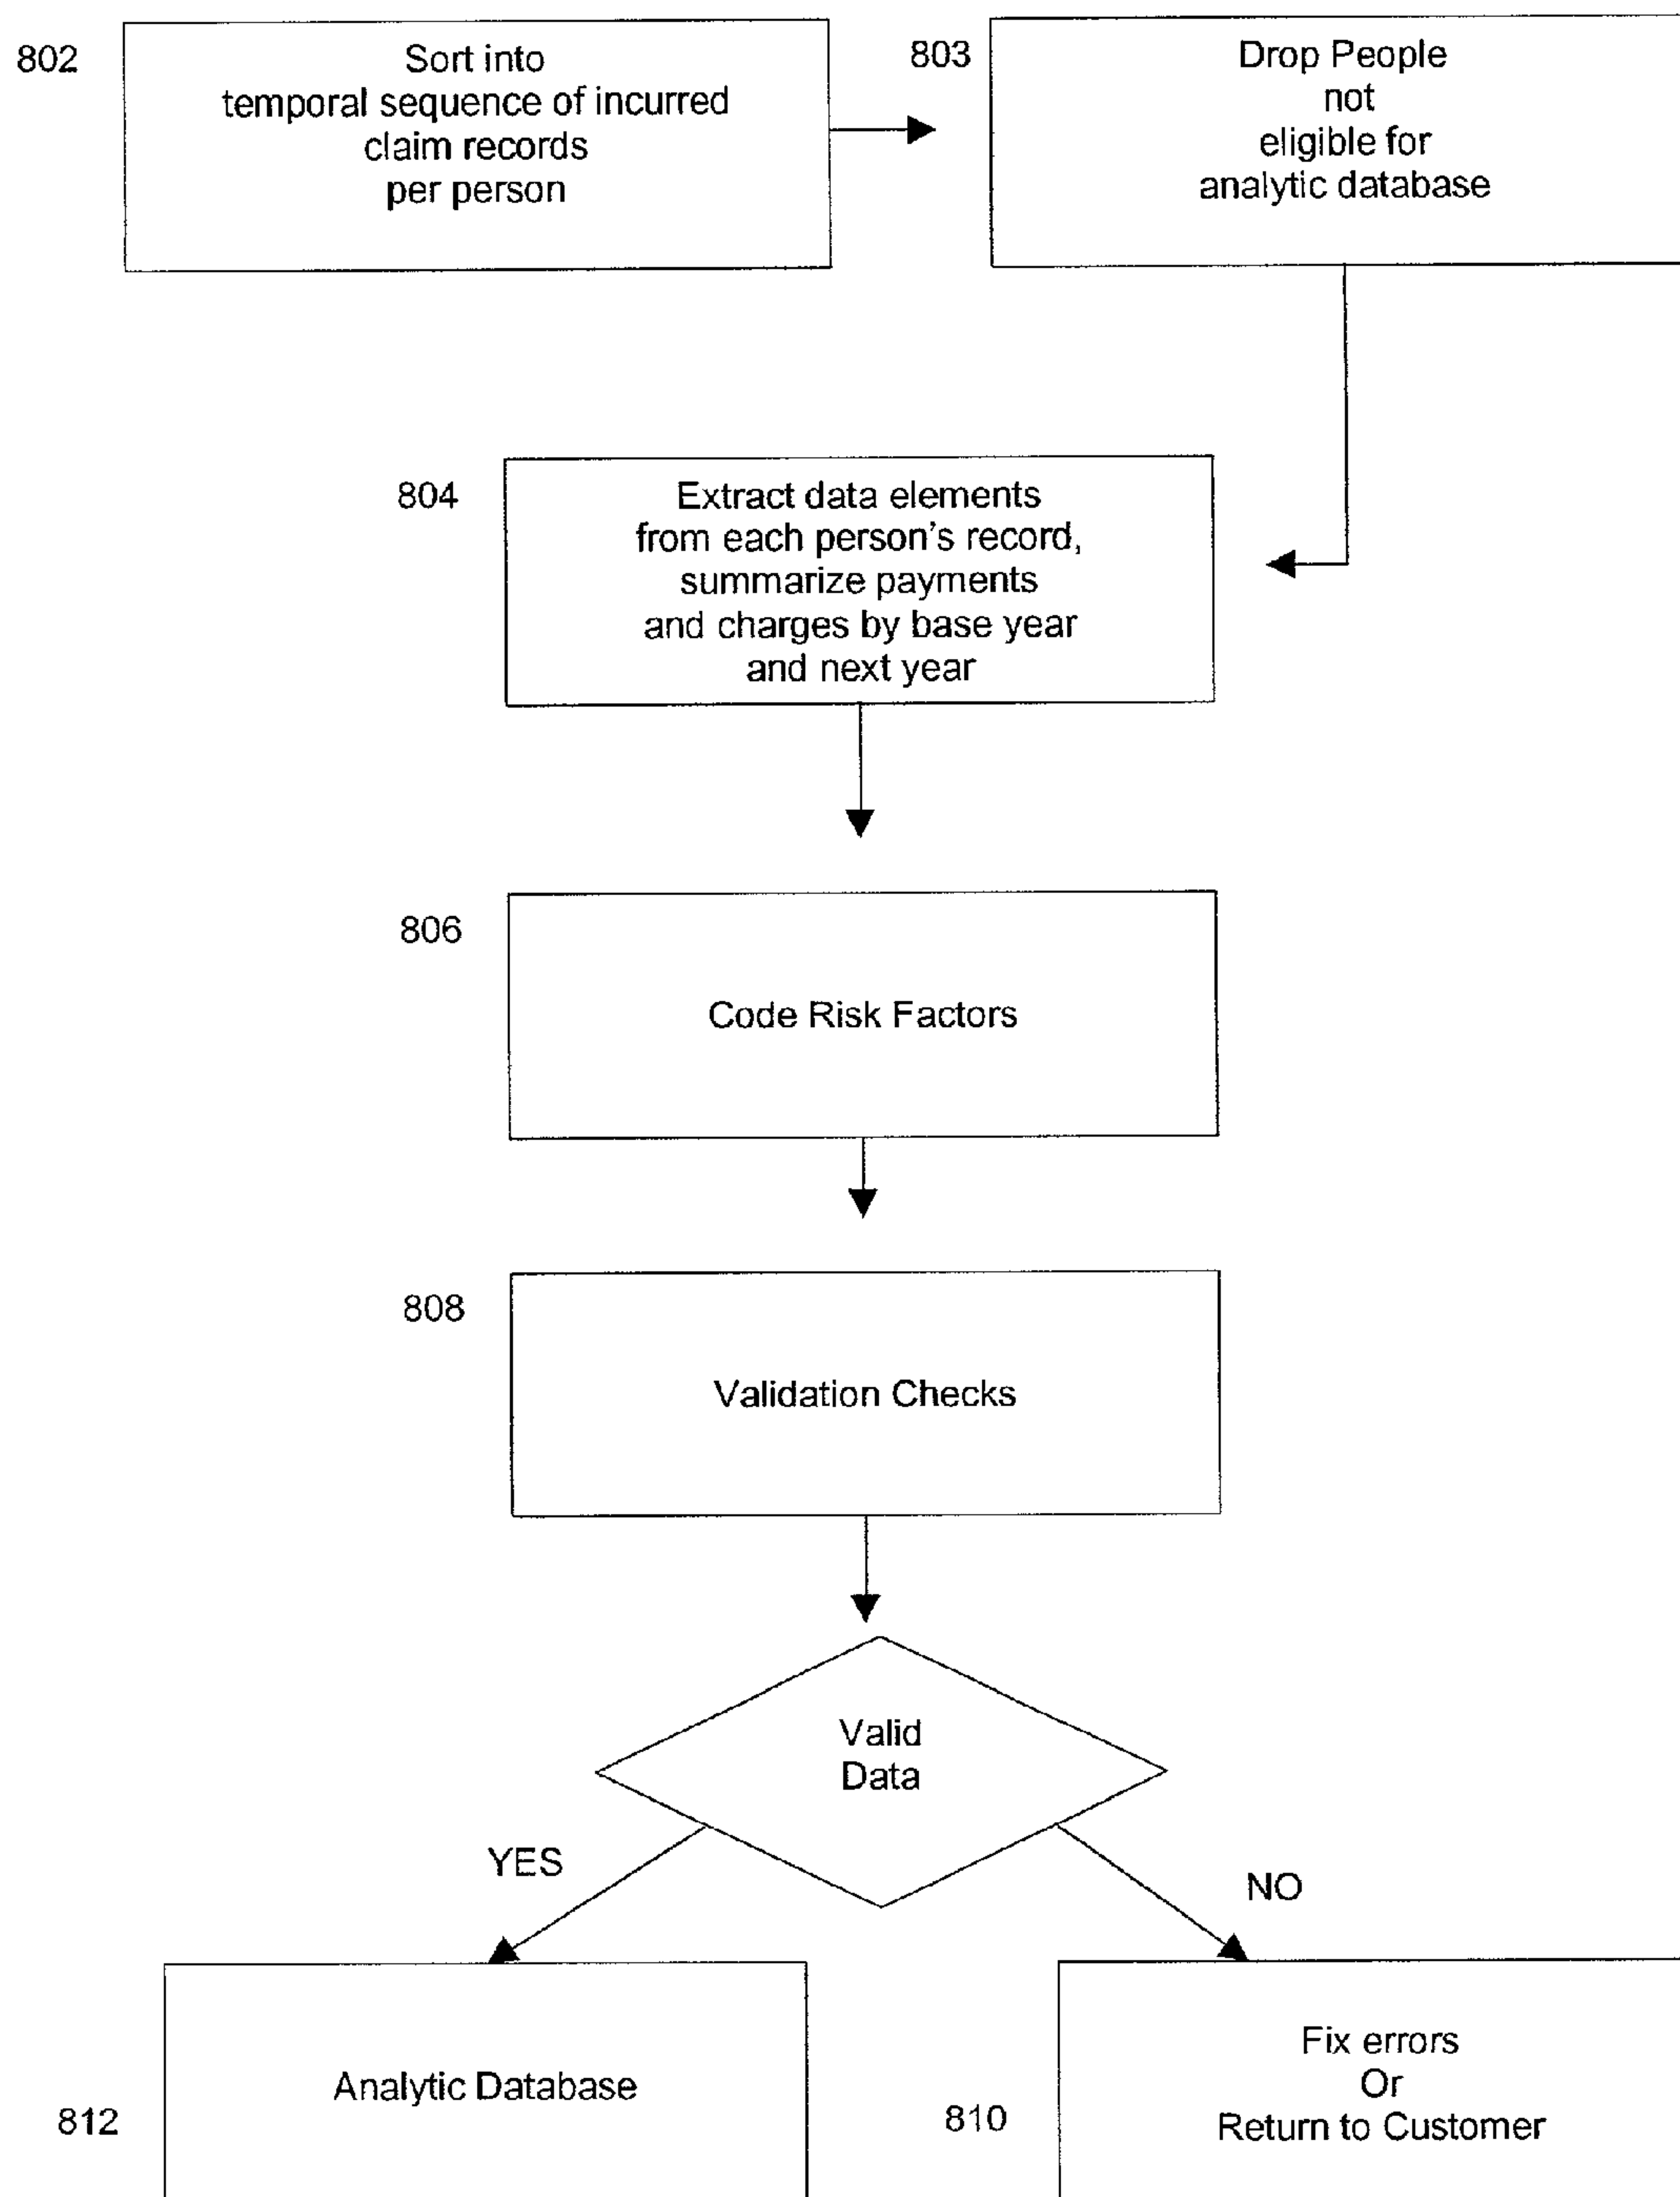 802
Sort into
temporal sequence of incurred
claim records
per person
803
Drop People
not
eligible for
analytic database
804
Extract data elements
from each person's record,
summarize payments
and charges by base year
and next year
806
Code Risk Factors
808
Validation Checks
Valid
Data
YES
NO
Analytic Database
812
Fix errors
Or
Return to Customer
810